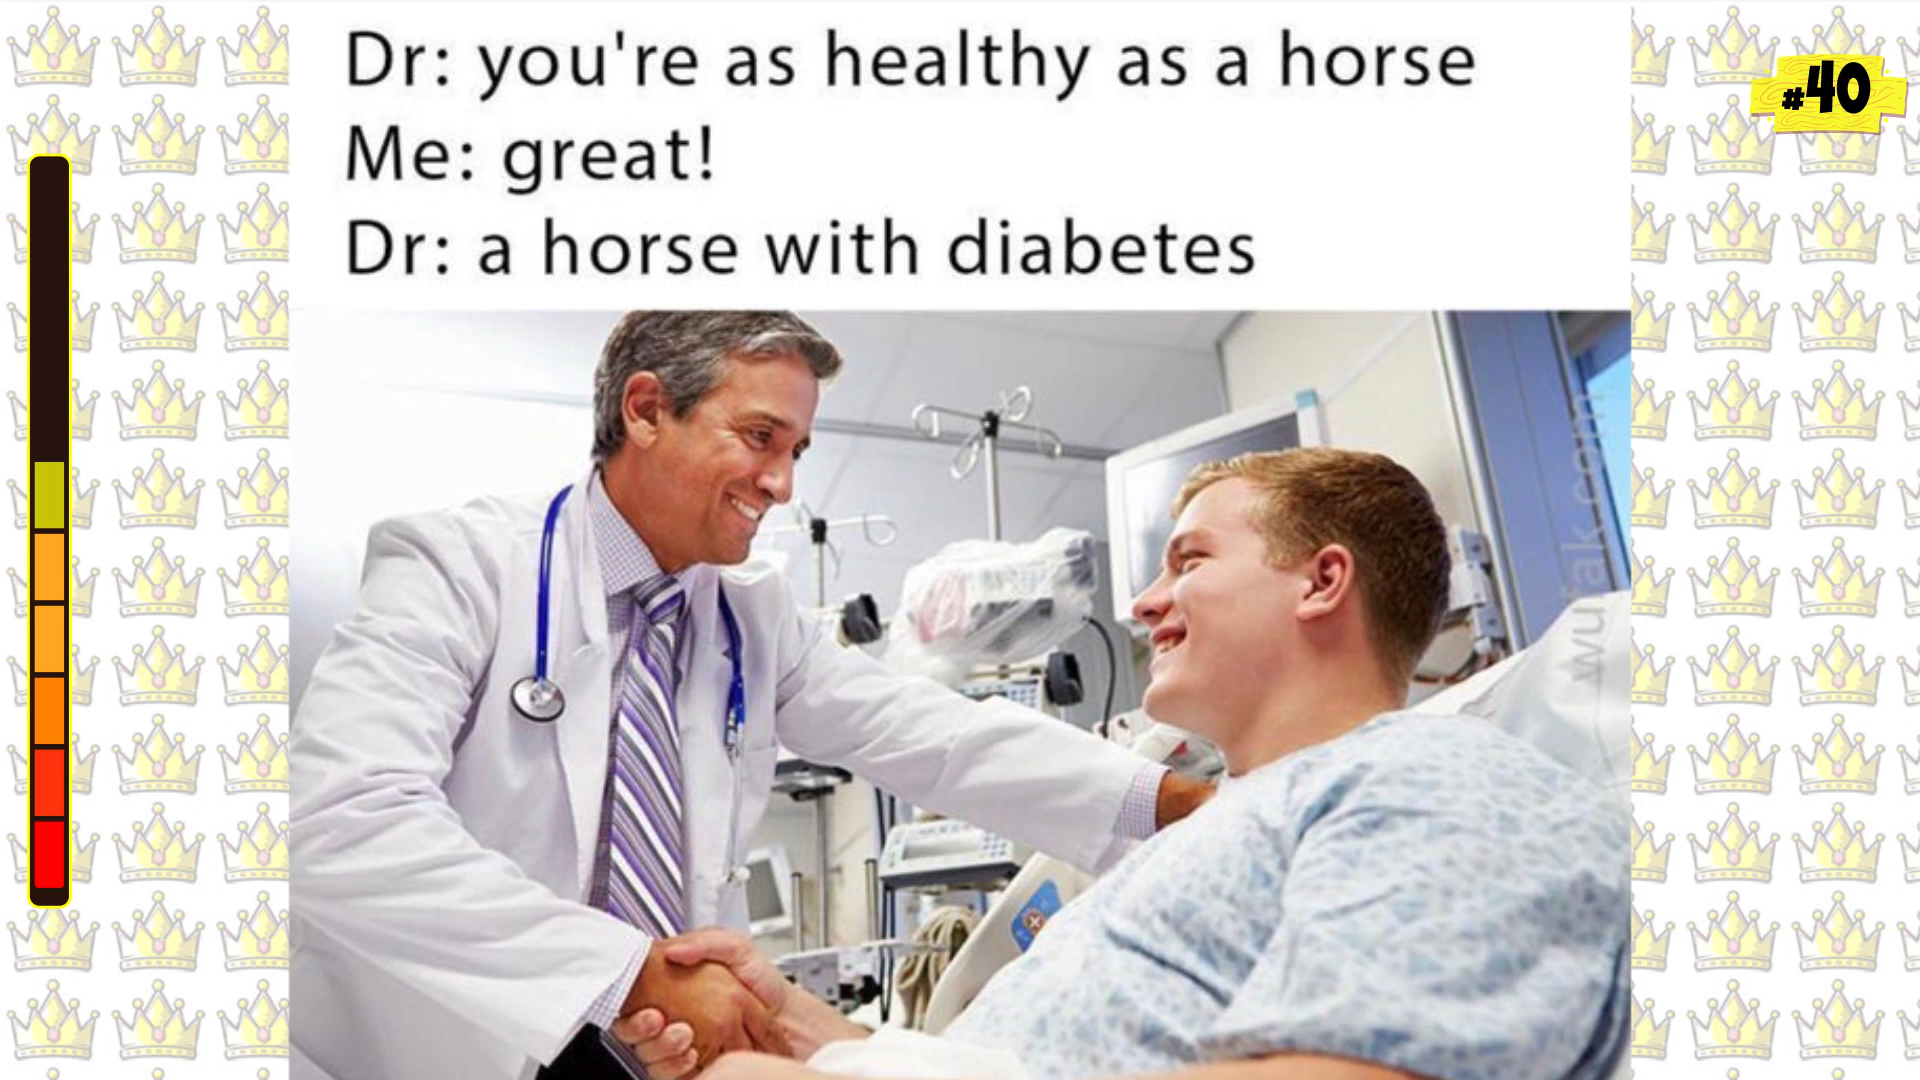 Dr: you're as healthy as a horse
#40
Me: great!
Dr: a horse with diabetes